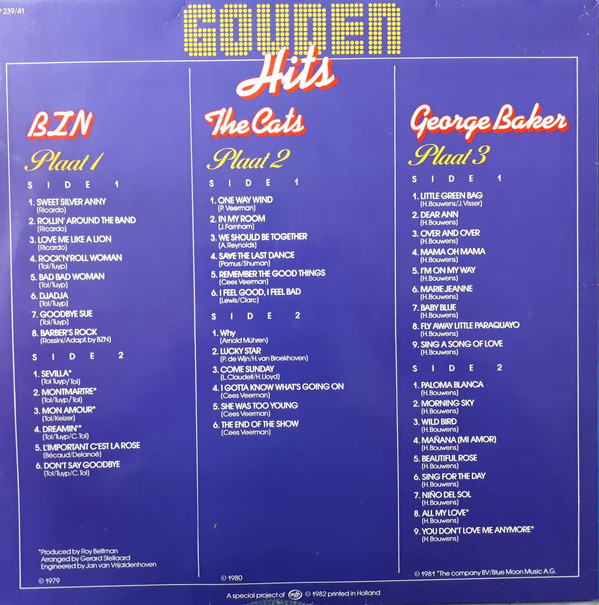 P 239/41
GOUDEN
Hits
BZN
Plaat 1
SIDE 1
1. SWEET SILVER ANNY
(Ricardo)
2. ROLLIN' AROUND THE BAND
(Ricardo)
3. LOVE ME LIKE A LION
(Ricardo)
4. ROCK'N'ROLL WOMAN
(Tol/Tuyp)
5. BAD BAD WOMAN
(Tol/Tuyp)
6. DJADJA
(Tol/Tuyp)
7. GOODBYE SUE
(Tol/Tuyp)
8. BARBER'S ROCK
(Rossini/Adapt. by BZN)
SIDE 2
1. SEVILLA*
(Tol Tuyp/Tol)
2. MONTMARTRE*
(Tol/Tuyp/Tol)
3. MON AMOUR*
(Tol/Keizer)
4. DREAMIN'*
(Tol/Tuyp/C.Tol)
5. L'IMPORTANT C'EST LA ROSE
(Bécaud/Delanoë)
6. DON'T SAY GOODBYE
(Tol/Tuyp/C.Tol)
*Produced by Roy Beltman
Arranged by Gerard Stellaard
Engineered by Jan van Vrijaldenhoven
© 1979
The Cats
Plaat 2
SIDE 1
1. ONE WAY WIND
(P. Veerman)
2. IN MY ROOM
(J. Farnham)
3. WE SHOULD BE TOGETHER
(A. Reynolds)
4. SAVE THE LAST DANCE
(Pomus/Shuman)
5. REMEMBER THE GOOD THINGS
(Cees Veerman)
6. I FEEL GOOD, I FEEL BAD
(Lewis/Clarc)
SIDE 2
1. Why
(Arnold Mühren)
2. LUCKY STAR
(P. de Wijn/H. van Broekhoven)
3. COME SUNDAY
(L. Claudell/H. Lloyd)
4. I GOTTA KNOW WHAT'S GOING ON
(Cees Veerman)
5. SHE WAS TOO YOUNG
(Cees Veerman)
6. THE END OF THE SHOW
(Cees Veerman)
© 1980
George Baker
Plaat 3
SIDE 1
1. LITTLE GREEN BAG
(H. Bouwens/J. Visser)
2. DEAR ANN
(H. Bouwens)
3. OVER AND OVER
(H. Bouwens)
4. MAMA OH MAMA
(H. Bouwens)
5. I'M ON MY WAY
(H. Bouwens)
6. MARIE JEANNE
(H. Bouwens)
7. BABY BLUE
(H. Bouwens)
8. FLY AWAY LITTLE PARAQUAYO
(H. Bouwens)
9. SING A SONG OF LOVE
(H. Bouwens)
SIDE 2
1. PALOMA BLANCA
(H. Bouwens)
2. MORNING SKY
(H. Bouwens)
3. WILD BIRD
(H. Bouwens)
4. MAÑANA (MI AMOR)
(H. Bouwens)
5. BEAUTIFUL ROSE
(H. Bouwens)
6. SING FOR THE DAY
(H. Bouwens)
7. NIÑO DEL SOL
(H. Bouwens)
8. ALL MY LOVE*
(H. Bouwens)
9. YOU DON'T LOVE ME ANYMORE*
(H. Bouwens)
© 1981 *The company BV/Blue Moon Music A.G.
A special project of mfp © 1982 printed in Holland